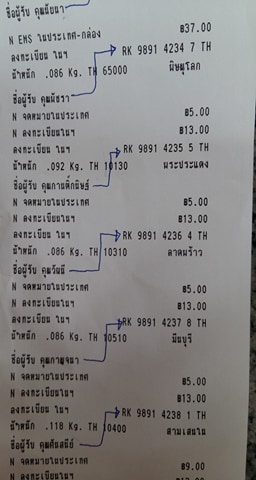 ชื่อผู้รับ คุณธัญนา
N EMS ในประเทศ-กล่อง ฿37.00
ลงทะเบียน ในฯ RK 9891 4234 7 TH
น้ำหนัก .086 Kg. TH 65000 พิษณุโลก
ชื่อผู้รับ คุณพัชรา
N จดหมายในประเทศ ฿5.00
N ลงทะเบียนในฯ ฿13.00
ลงทะเบียน ในฯ RK 9891 4235 5 TH
น้ำหนัก .092 Kg. TH 10130 พระประแดง
ชื่อผู้รับ
N จดหมายในประเทศ ฿5.00
N ลงทะเบียนในฯ ฿13.00
ลงทะเบียน ในฯ RK 9891 4236 4 TH
น้ำหนัก .086 Kg. TH 10310 ลาดพร้าว
ชื่อผู้รับ คุณวัฒนี
N จดหมายในประเทศ ฿5.00
N ลงทะเบียนในฯ ฿13.00
ลงทะเบียน ในฯ RK 9891 4237 8 TH
น้ำหนัก .086 Kg. TH 10510 มีนบุรี
ชื่อผู้รับ คุณกาญจนา
N จดหมายในประเทศ ฿5.00
N ลงทะเบียนในฯ ฿13.00
ลงทะเบียน ในฯ RK 9891 4238 1 TH
น้ำหนัก .118 Kg. TH 10400 สามเสนใน
ชื่อผู้รับ คุณศันสนีย์
N จดหมายในประเทศ ฿9.00